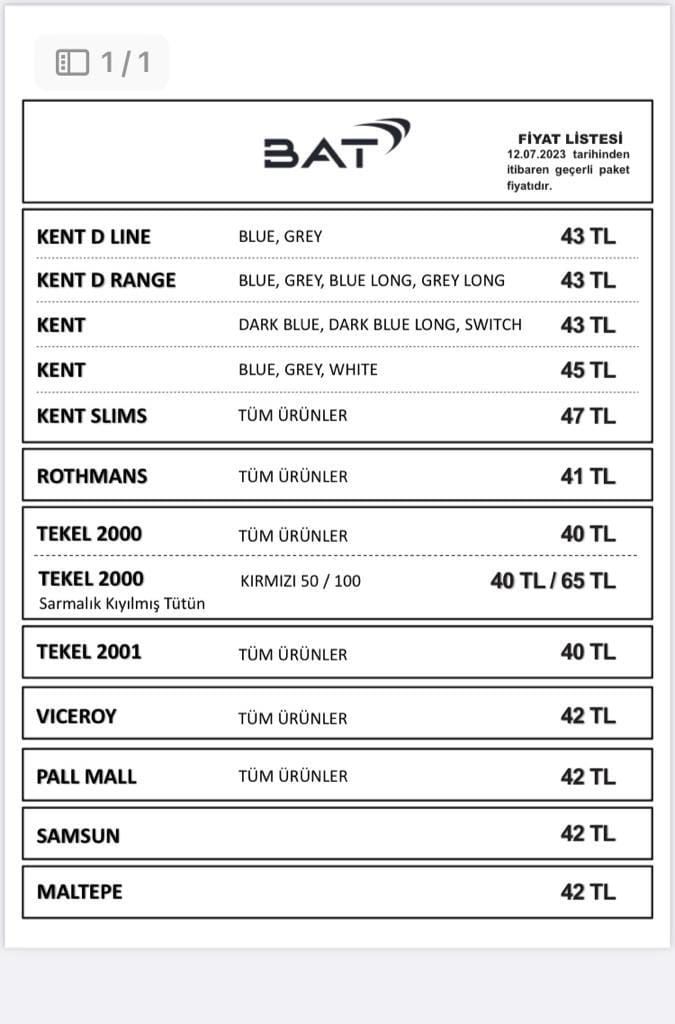 1 / 1
BAT
FİYAT LİSTESİ
12.07.2023 tarihinden
itibaren geçerli paket
fiyatıdır.
KENT D LINE BLUE, GREY 43 TL
KENT D RANGE BLUE, GREY, BLUE LONG, GREY LONG 43 TL
KENT DARK BLUE, DARK BLUE LONG, SWITCH 43 TL
KENT BLUE, GREY, WHITE 45 TL
KENT SLIMS TÜM ÜRÜNLER 47 TL
ROTHMANS TÜM ÜRÜNLER 41 TL
TEKEL 2000 TÜM ÜRÜNLER 40 TL
TEKEL 2000 KIRMIZI 50 / 100 40 TL / 65 TL
Sarmalık Kıyılmış Tütün
TEKEL 2001 TÜM ÜRÜNLER 40 TL
VICEROY TÜM ÜRÜNLER 42 TL
PALL MALL TÜM ÜRÜNLER 42 TL
SAMSUN 42 TL
MALTEPE 42 TL